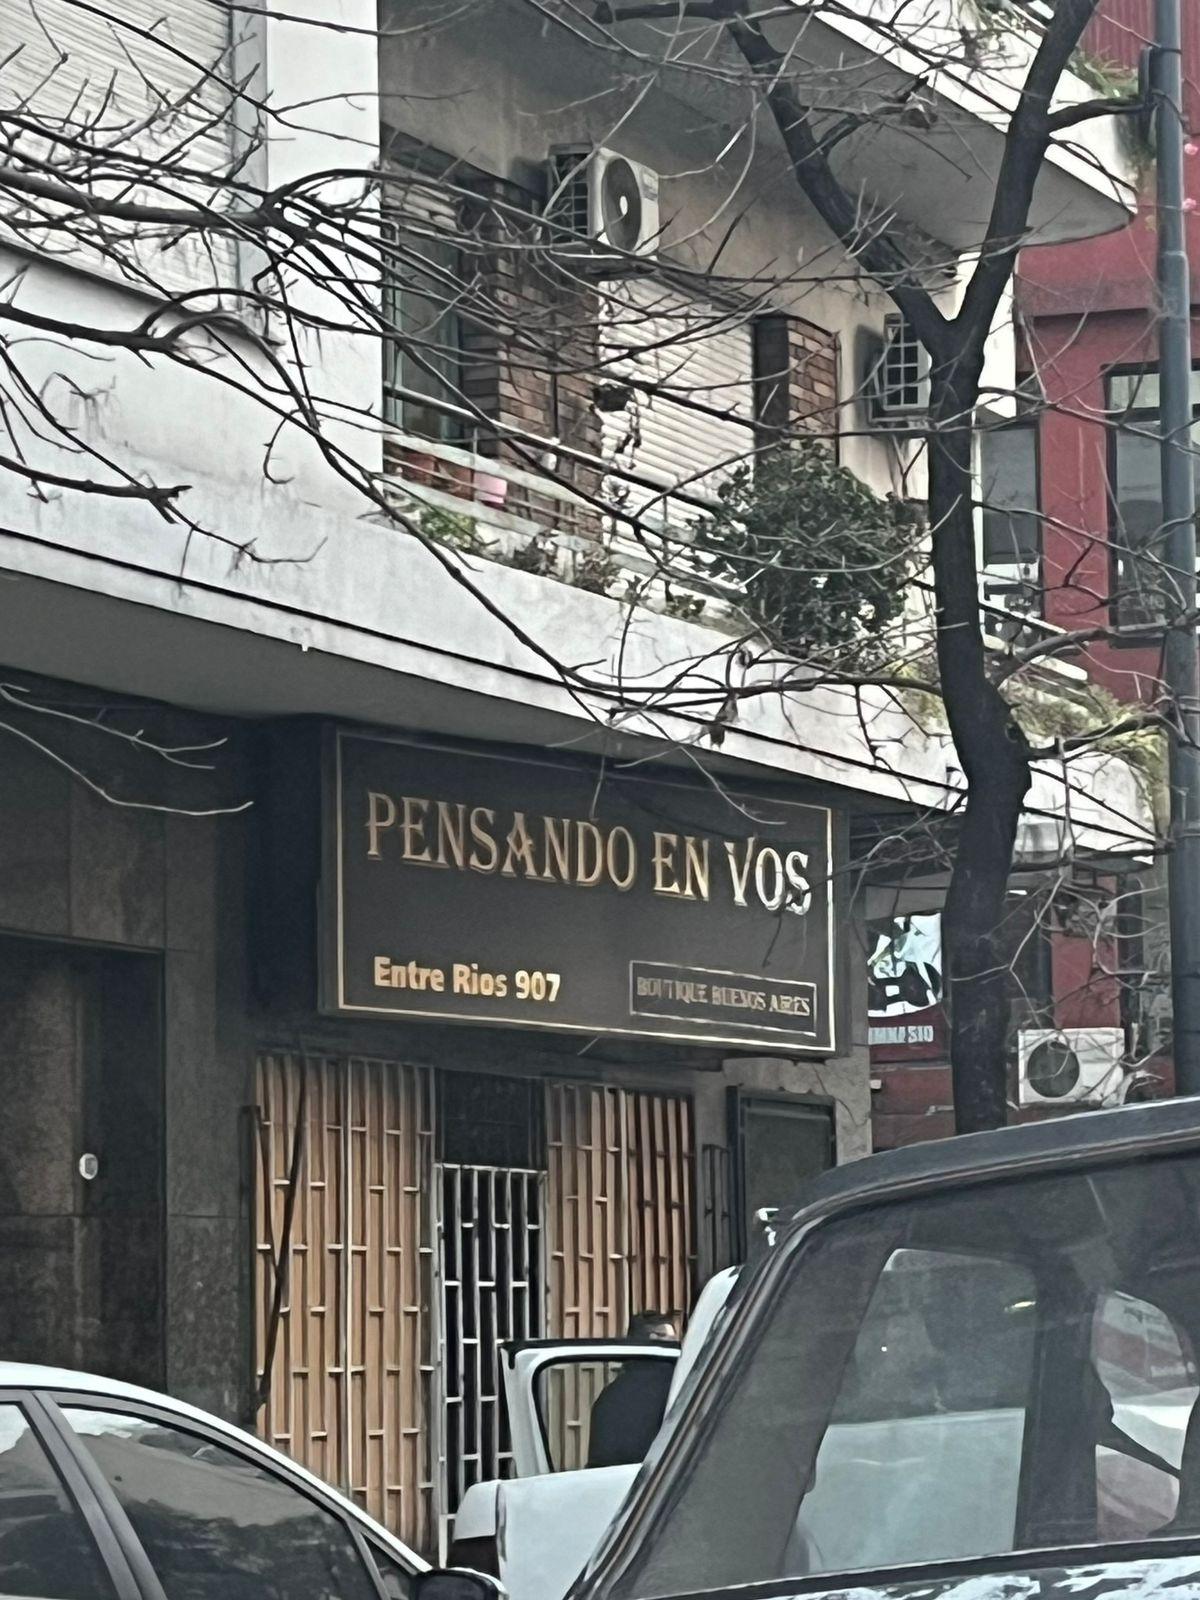 PENSANDO EN VOS
Entre Rios 907
BOUTIQUE BUENOS AIRES